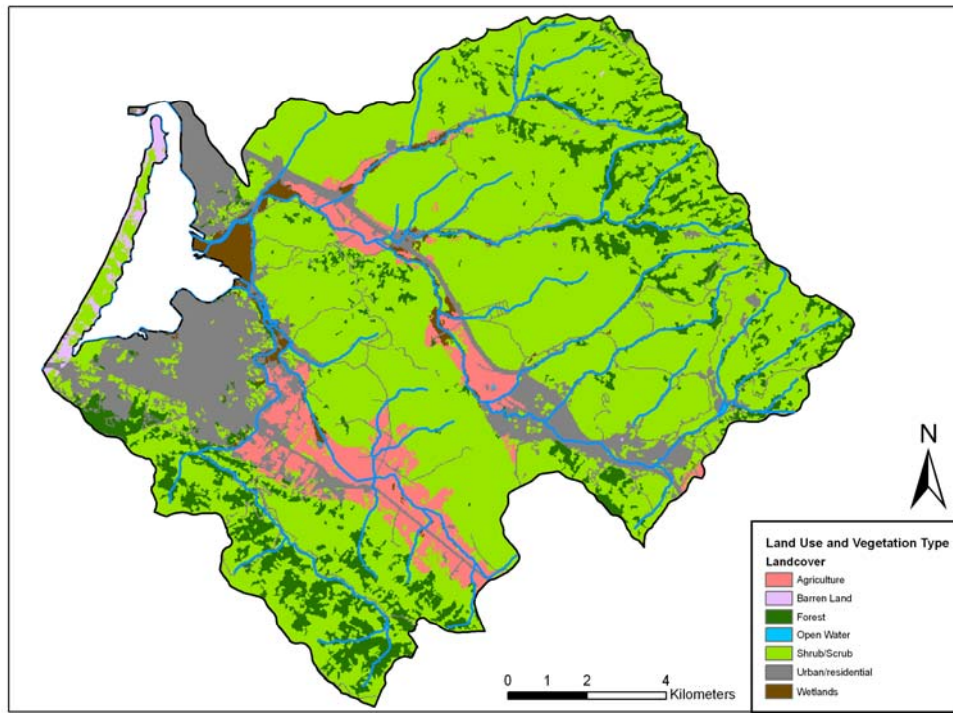 N
Land Use and Vegetation Type
Landcover
Agriculture
Barren Land
Forest
Open Water
Shrub/Scrub
Urban/residential
Wetlands
0 1 2 4
Kilometers